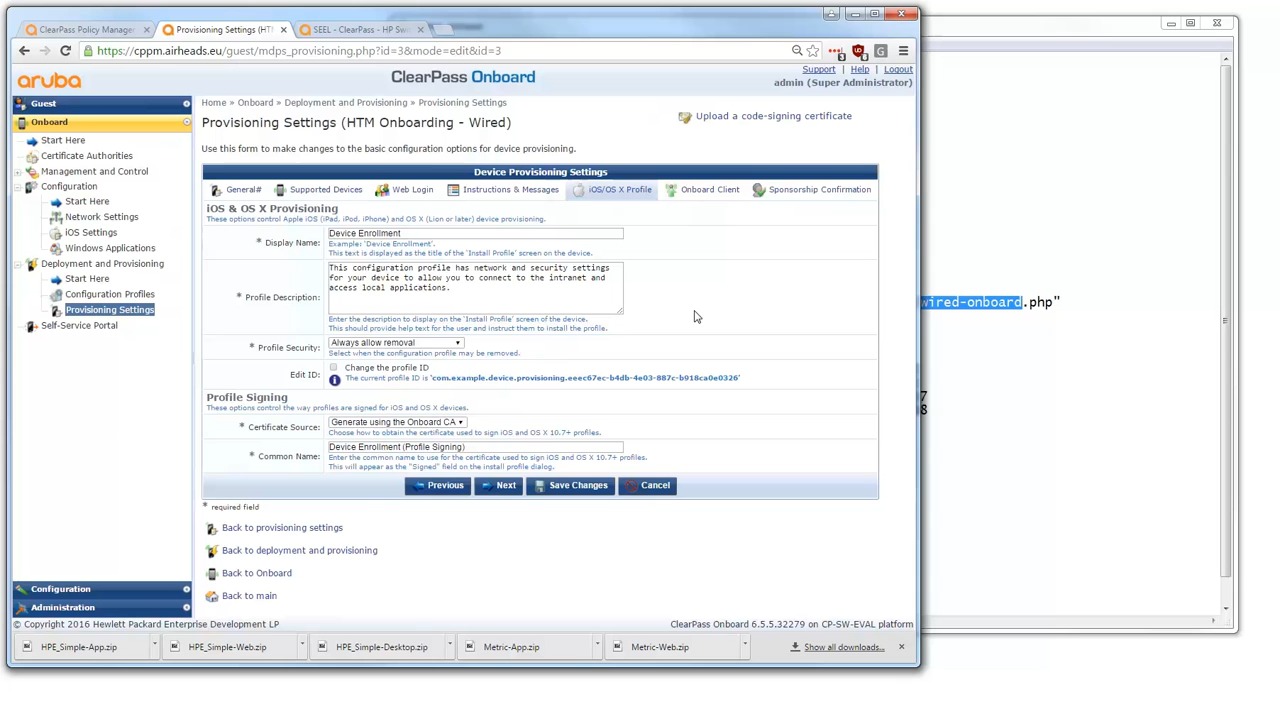 ClearPass Policy Manager
Provisioning Settings (HTM
SEEL - ClearPass - HP Sw
https://cppm.airheads.eu/guest/mdps_provisioning.php?id=3&mode=edit&id=3
aruba
ClearPass Onboard
Support | Help | Logout
admin (Super Administrator)
Guest
Onboard
Start Here
Certificate Authorities
Management and Control
Configuration
Start Here
Network Settings
iOS Settings
Windows Applications
Deployment and Provisioning
Start Here
Configuration Profiles
Provisioning Settings
Self-Service Portal
Configuration
Administration
Home » Onboard » Deployment and Provisioning » Provisioning Settings
Provisioning Settings (HTM Onboarding - Wired)
Upload a code-signing certificate
Use this form to make changes to the basic configuration options for device provisioning.
Device Provisioning Settings
General# Supported Devices Web Login Instructions & Messages iOS/OS X Profile Onboard Client Sponsorship Confirmation
iOS & OS X Provisioning
These options control Apple iOS (iPad, iPod, iPhone) and OS X (Lion or later) device provisioning.
* Display Name: Device Enrollment
Example: 'Device Enrollment'.
This text is displayed as the title of the 'Install Profile' screen on the device.
* Profile Description:
This configuration profile has network and security settings
for your device to allow you to connect to the intranet and
access local applications.
Enter the description to display on the 'Install Profile' screen of the device.
This should provide help text for the user and instruct them to install the profile.
* Profile Security: Always allow removal
Select when the configuration profile may be removed.
Edit ID: Change the profile ID
The current profile ID is 'com.example.device.provisioning.eeec67ec-b4db-4e03-887c-b918ca0e0326'
Profile Signing
These options control the way profiles are signed for iOS and OS X devices.
* Certificate Source: Generate using the Onboard CA
Choose how to obtain the certificate used to sign iOS and OS X 10.7+ profiles.
* Common Name: Device Enrollment (Profile Signing)
Enter the common name to use for the certificate used to sign iOS and OS X 10.7+ profiles.
This will appear as the "Signed" field on the install profile dialog.
Previous Next Save Changes Cancel
* required field
Back to provisioning settings
Back to deployment and provisioning
Back to Onboard
Back to main
© Copyright 2016 Hewlett Packard Enterprise Development LP
ClearPass Onboard 6.5.5.32279 on CP-SW-EVAL platform
HPE_Simple-App.zip
HPE_Simple-Web.zip
HPE_Simple-Desktop.zip
Metric-App.zip
Metric-Web.zip
Show all downloads...
wired-onboard.php"
7
8